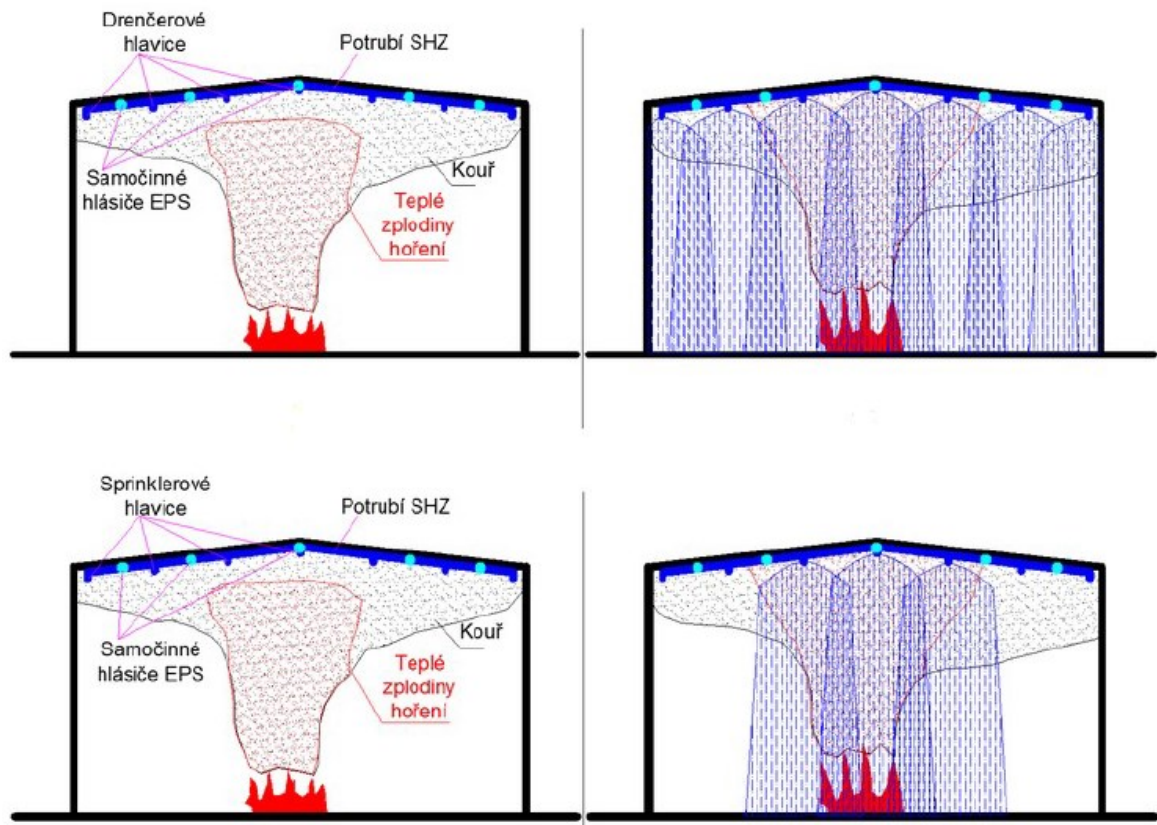 Drenčerové
hlavice
Potrubí SHZ
Samočinné
hlásiče EPS
Kouř
Teplé
zplodiny
hoření
Sprinklerové
hlavice
Potrubí SHZ
Samočinné
hlásiče EPS
Kouř
Teplé
zplodiny
hoření